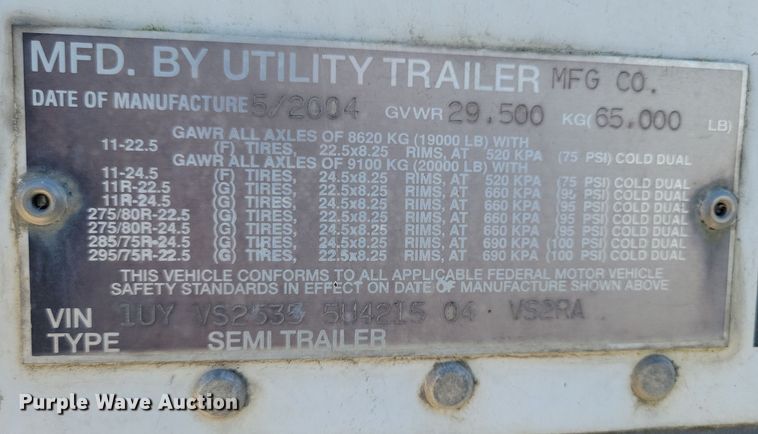 MFD. BY UTILITY TRAILER MFG CO.
DATE OF MANUFACTURE 5/2004 GVWR 29.500 KG( 65.000 LB)
GAWR ALL AXLES OF 8620 KG (19000 LB) WITH
11-22.5 (F) TIRES, 22.5x8.25 RIMS, AT 520 KPA (75 PSI) COLD DUAL
GAWR ALL AXLES OF 9100 KG (20000 LB) WITH
11-24.5 (F) TIRES, 24.5x8.25 RIMS, AT 520 KPA (75 PSI) COLD DUAL
11R-22.5 (G) TIRES, 22.5x8.25 RIMS, AT 660 KPA (95 PSI) COLD DUAL
11R-24.5 (G) TIRES, 24.5x8.25 RIMS, AT 660 KPA (95 PSI) COLD DUAL
275/80R-22.5 (G) TIRES, 22.5x8.25 RIMS, AT 660 KPA (95 PSI) COLD DUAL
275/80R-24.5 (G) TIRES, 24.5x8.25 RIMS, AT 660 KPA (95 PSI) COLD DUAL
285/75R-24.5 (G) TIRES, 24.5x8.25 RIMS, AT 690 KPA (100 PSI) COLD DUAL
295/75R-22.5 (G) TIRES, 22.5x8.25 RIMS, AT 690 KPA (100 PSI) COLD DUAL
THIS VEHICLE CONFORMS TO ALL APPLICABLE FEDERAL MOTOR VEHICLE
SAFETY STANDARDS IN EFFECT ON DATE OF MANUFACTURE SHOWN ABOVE
VIN 1UY VS2535 5U4215 04 VS2RA
TYPE SEMI TRAILER
Purple Wave Auction